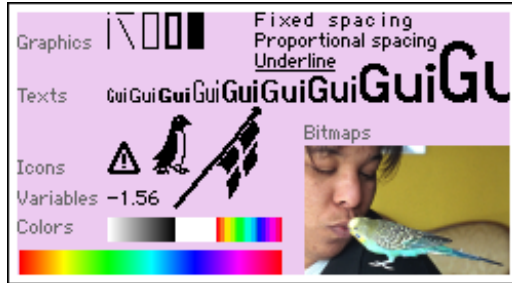 Graphics
Fixed spacing
Proportional spacing
Underline
Texts GuiGuiGuiGuiGuiGuiGuiGuiGu
Bitmaps
Icons
Variables -1.56
Colors